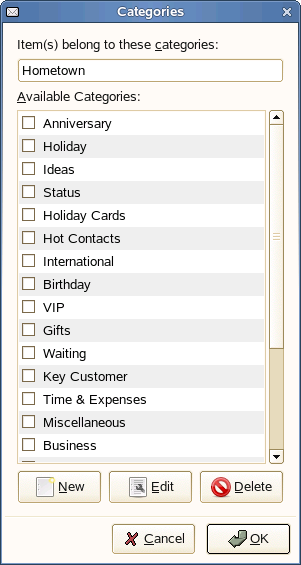 Categories
Item(s) belong to these categories:
Hometown
Available Categories:
Anniversary
Holiday
Ideas
Status
Holiday Cards
Hot Contacts
International
Birthday
VIP
Gifts
Waiting
Key Customer
Time & Expenses
Miscellaneous
Business
New Edit Delete
Cancel OK